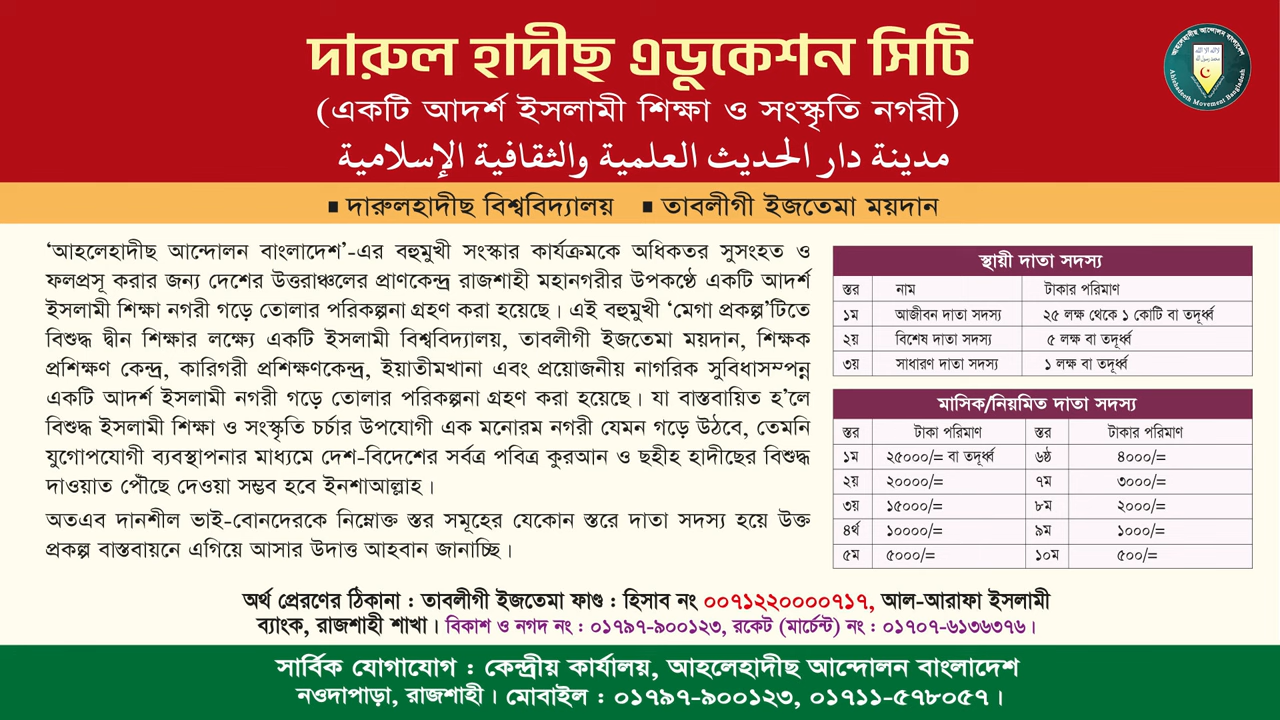 দারুল হাদীছ এডুকেশন সিটি
(একটি আদর্শ ইসলামী শিক্ষা ও সংস্কৃতি নগরী)
مدينة دار الحديث العلمية والثقافية الإسلامية
আহলেহাদীছ আন্দোলন বাংলাদেশ
Ahlehadeeth Movement Bangladesh
■ দারুলহাদীছ বিশ্ববিদ্যালয় ■ তাবলীগী ইজতেমা ময়দান
‘আহলেহাদীছ আন্দোলন বাংলাদেশ’-এর বহুমুখী সংস্কার কার্যক্রমকে অধিকতর সুসংহত ও
ফলপ্রসূ করার জন্য দেশের উত্তরাঞ্চলের প্রাণকেন্দ্র রাজশাহী মহানগরীর উপকণ্ঠে একটি আদর্শ
ইসলামী শিক্ষা নগরী গড়ে তোলার পরিকল্পনা গ্রহণ করা হয়েছে। এই বহুমুখী ‘মেগা প্রকল্প’টিতে
বিশুদ্ধ দ্বীন শিক্ষার লক্ষ্যে একটি ইসলামী বিশ্ববিদ্যালয়, তাবলীগী ইজতেমা ময়দান, শিক্ষক
প্রশিক্ষণ কেন্দ্র, কারিগরী প্রশিক্ষণকেন্দ্র, ইয়াতীমখানা এবং প্রয়োজনীয় নাগরিক সুবিধাসম্পন্ন
একটি আদর্শ ইসলামী নগরী গড়ে তোলার পরিকল্পনা গ্রহণ করা হয়েছে। যা বাস্তবায়িত হ’লে
বিশুদ্ধ ইসলামী শিক্ষা ও সংস্কৃতি চর্চার উপযোগী এক মনোরম নগরী যেমন গড়ে উঠবে, তেমনি
যুগোপযোগী ব্যবস্থাপনার মাধ্যমে দেশ-বিদেশের সর্বত্র পবিত্র কুরআন ও ছহীহ হাদীছের বিশুদ্ধ
দাওয়াত পৌঁছে দেওয়া সম্ভব হবে ইনশাআল্লাহ।
অতএব দানশীল ভাই-বোনদেরকে নিম্নোক্ত স্তর সমূহের যেকোন স্তরে দাতা সদস্য হয়ে উক্ত
প্রকল্প বাস্তবায়নে এগিয়ে আসার উদাত্ত আহবান জানাচ্ছি।
স্থায়ী দাতা সদস্য
স্তর নাম টাকার পরিমাণ
১ম আজীবন দাতা সদস্য ২৫ লক্ষ থেকে ১ কোটি বা তদূর্ধ্ব
২য় বিশেষ দাতা সদস্য ৫ লক্ষ বা তদূর্ধ্ব
৩য় সাধারণ দাতা সদস্য ১ লক্ষ বা তদূর্ধ্ব
মাসিক/নিয়মিত দাতা সদস্য
স্তর টাকা পরিমাণ স্তর টাকার পরিমাণ
১ম ২৫০০০/= বা তদূর্ধ্ব ৬ষ্ঠ ৪০০০/=
২য় ২০০০০/= ৭ম ৩০০০/=
৩য় ১৫০০০/= ৮ম ২০০০/=
৪র্থ ১০০০০/= ৯ম ১০০০/=
৫ম ৫০০০/= ১০ম ৫০০/=
অর্থ প্রেরণের ঠিকানা : তাবলীগী ইজতেমা ফাণ্ড : হিসাব নং ০০৭১২২০০০০৭১৭, আল-আরাফা ইসলামী
ব্যাংক, রাজশাহী শাখা। বিকাশ ও নগদ নং : ০১৭৯৭-৯০০১২৩, রকেট (মার্চেন্ট) নং : ০১৭০৭-৬১৩৬৩৭৬।
সার্বিক যোগাযোগ : কেন্দ্রীয় কার্যালয়, আহলেহাদীছ আন্দোলন বাংলাদেশ
নওদাপাড়া, রাজশাহী। মোবাইল : ০১৭৯৭-৯০০১২৩, ০১৭১১-৫৭৮০৫৭।